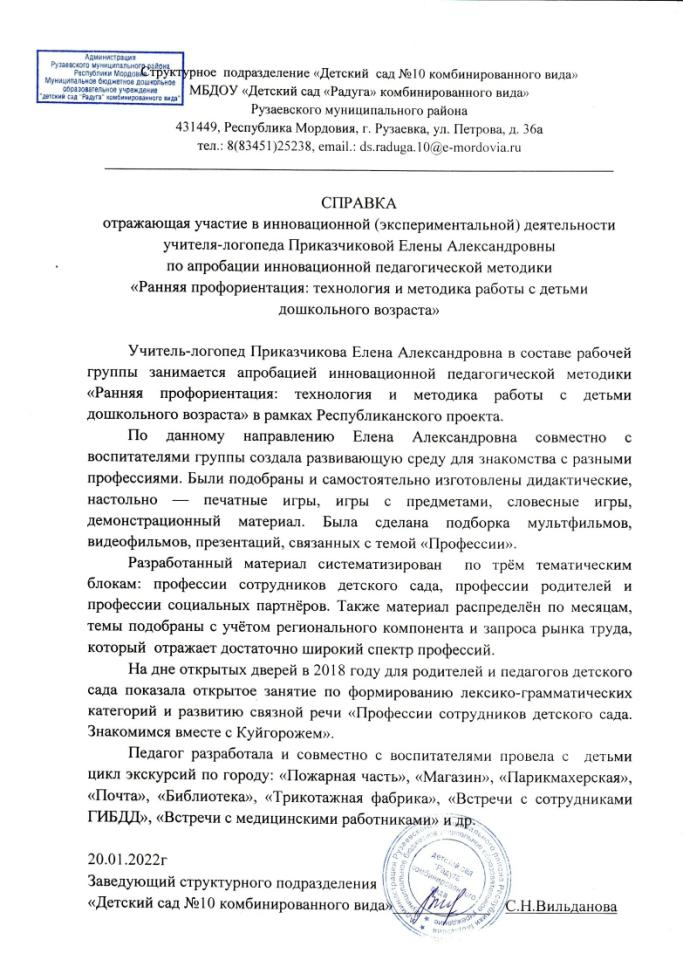 Администрация
Рузаевского муниципального района
Республики Мордовия
Муниципальное бюджетное дошкольное
образовательное учреждение
"детский сад "Радуга" комбинированного вида"
Структурное подразделение «Детский сад №10 комбинированного вида»
МБДОУ «Детский сад «Радуга» комбинированного вида»
Рузаевского муниципального района
431449, Республика Мордовия, г. Рузаевка, ул. Петрова, д. 36а
тел.: 8(83451)25238, email.: ds.raduga.10@e-mordovia.ru
СПРАВКА
отражающая участие в инновационной (экспериментальной) деятельности
учителя-логопеда Приказчиковой Елены Александровны
по апробации инновационной педагогической методики
«Ранняя профориентация: технология и методика работы с детьми
дошкольного возраста»
Учитель-логопед Приказчикова Елена Александровна в составе рабочей
группы занимается апробацией инновационной педагогической методики
«Ранняя профориентация: технология и методика работы с детьми
дошкольного возраста» в рамках Республиканского проекта.
По данному направлению Елена Александровна совместно с
воспитателями группы создала развивающую среду для знакомства с разными
профессиями. Были подобраны и самостоятельно изготовлены дидактические,
настольно — печатные игры, игры с предметами, словесные игры,
демонстрационный материал. Была сделана подборка мультфильмов,
видеофильмов, презентаций, связанных с темой «Профессии».
Разработанный материал систематизирован по трём тематическим
блокам: профессии сотрудников детского сада, профессии родителей и
профессии социальных партнёров. Также материал распределён по месяцам,
темы подобраны с учётом регионального компонента и запроса рынка труда,
который отражает достаточно широкий спектр профессий.
На дне открытых дверей в 2018 году для родителей и педагогов детского
сада показала открытое занятие по формированию лексико-грамматических
категорий и развитию связной речи «Профессии сотрудников детского сада.
Знакомимся вместе с Куйгорожем».
Педагог разработала и совместно с воспитателями провела с детьми
цикл экскурсий по городу: «Пожарная часть», «Магазин», «Парикмахерская»,
«Почта», «Библиотека», «Трикотажная фабрика», «Встречи с сотрудниками
ГИБДД», «Встречи с медицинскими работниками» и др.
20.01.2022г
Заведующий структурного подразделения
«Детский сад №10 комбинированного вида» С.Н.Вильданова
детский сад
"Радуга"
комбинированного
вида"